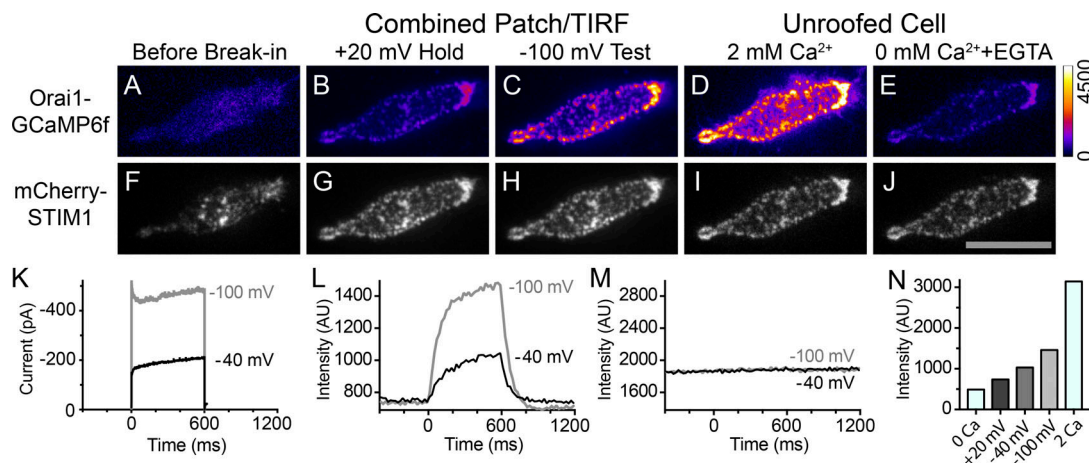 Combined Patch/TIRF Unroofed Cell
Before Break-in +20 mV Hold -100 mV Test 2 mM Ca²⁺ 0 mM Ca²⁺+EGTA
Orai1-
GCaMP6f
A B C D E
4500
0
mCherry-
STIM1
F G H I J
K L M N
Current (pA)
-400
-200
0
-100 mV
-40 mV
0 600 1200
Time (ms)
Intensity (AU)
1400
1200
1000
800
-100 mV
-40 mV
0 600 1200
Time (ms)
Intensity (AU)
2800
2500
2200
1900
1600
-100 mV
-40 mV
0 600 1200
Time (ms)
Intensity (AU)
3000
2000
1000
0
0 Ca
+20 mV
-40 mV
-100 mV
2 Ca